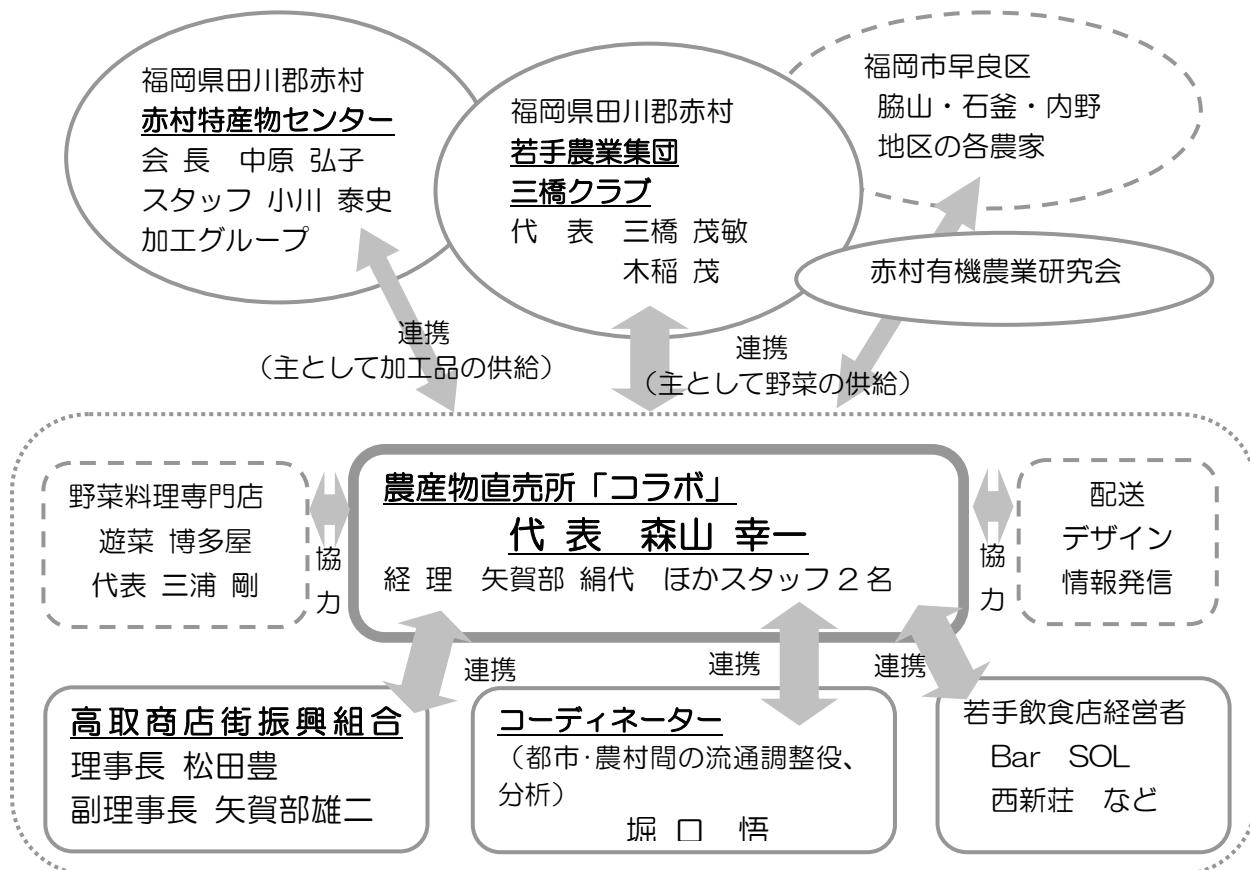 福岡県田川郡赤村
赤村特産物センター
会 長 中原 弘子
スタッフ 小川 泰史
加工グループ
福岡県田川郡赤村
若手農業集団
三橋クラブ
代 表 三橋 茂敏
木稲 茂
福岡市早良区
脇山・石釜・内野
地区の各農家
赤村有機農業研究会
連携
（主として加工品の供給）
連携
（主として野菜の供給）
野菜料理専門店
遊菜 博多屋
代表 三浦 剛
協
力
農産物直売所「コラボ」
代 表 森山 幸一
経 理 矢賀部 絹代 ほかスタッフ２名
協
力
配送
デザイン
情報発信
連携
連携
連携
高取商店街振興組合
理事長 松田豊
副理事長 矢賀部雄二
コーディネーター
（都市･農村間の流通調整役、
分析）
堀 口 悟
若手飲食店経営者
Bar SOL
西新荘 など